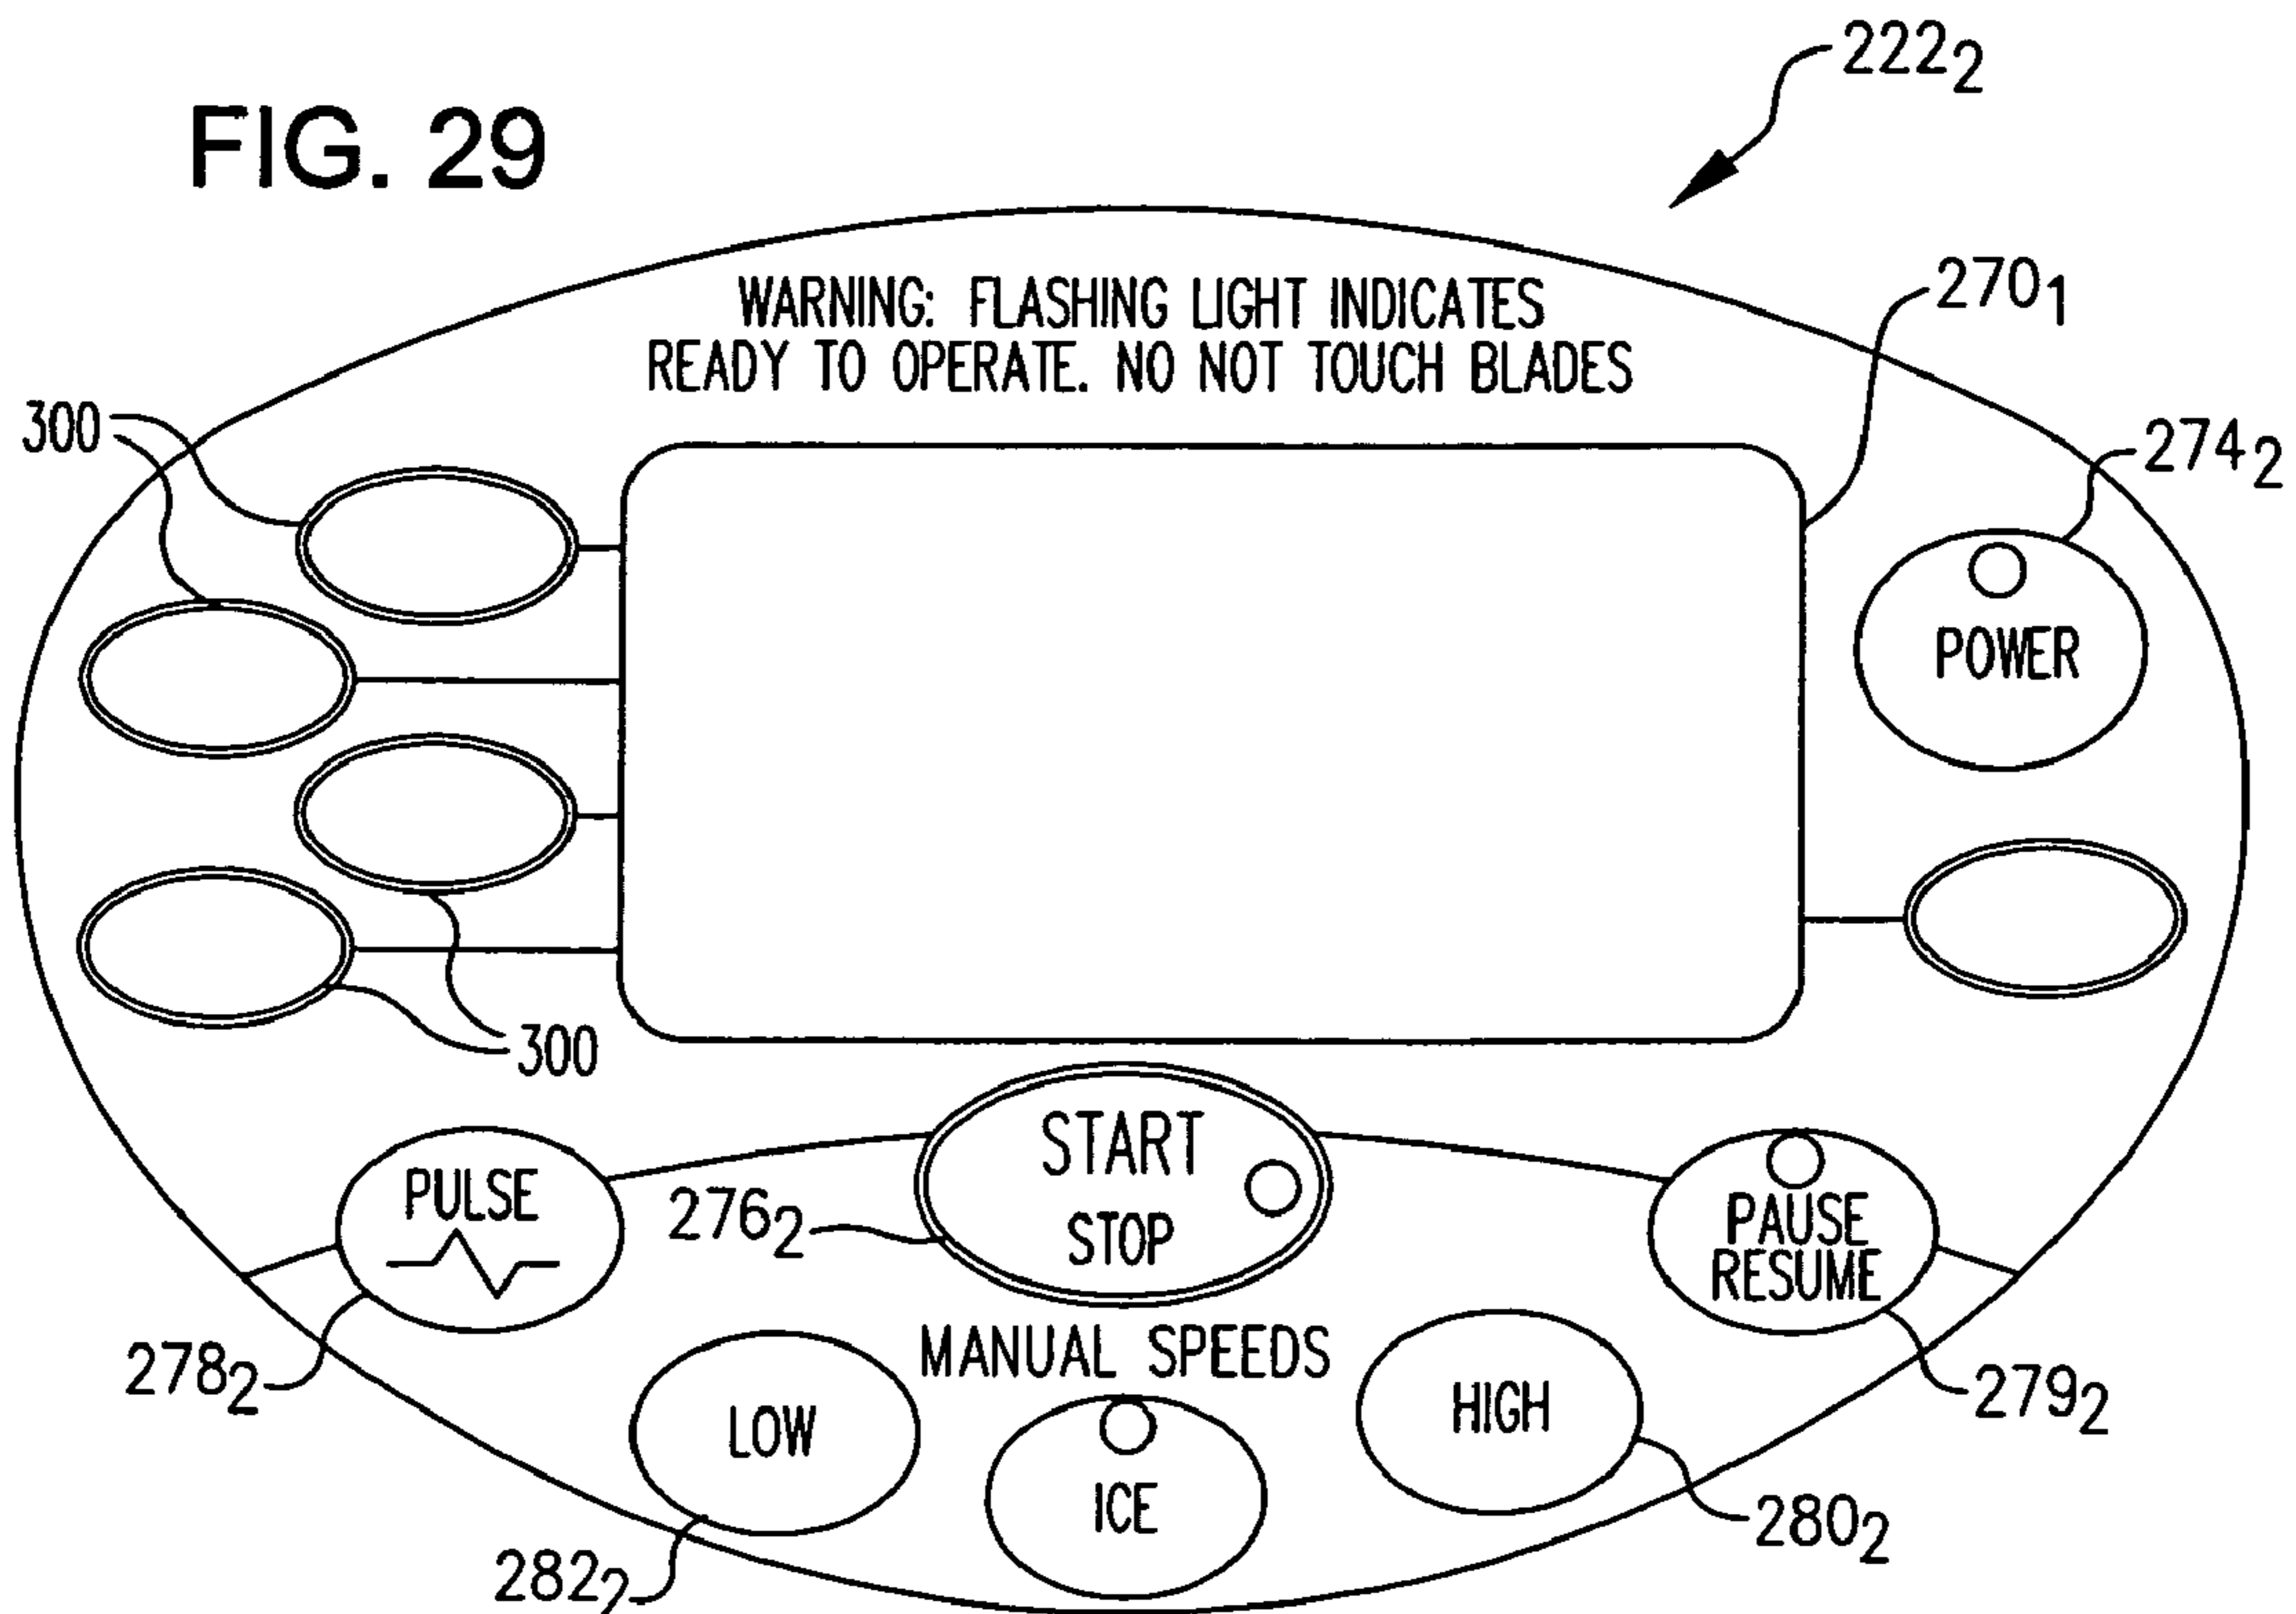 FIG. 29
222₂
WARNING: FLASHING LIGHT INDICATES
READY TO OPERATE. NO NOT TOUCH BLADES
270₁
300
274₂
POWER
300
START
STOP
PULSE
276₂
PAUSE
RESUME
278₂
MANUAL SPEEDS
LOW
HIGH
279₂
ICE
280₂
282₂